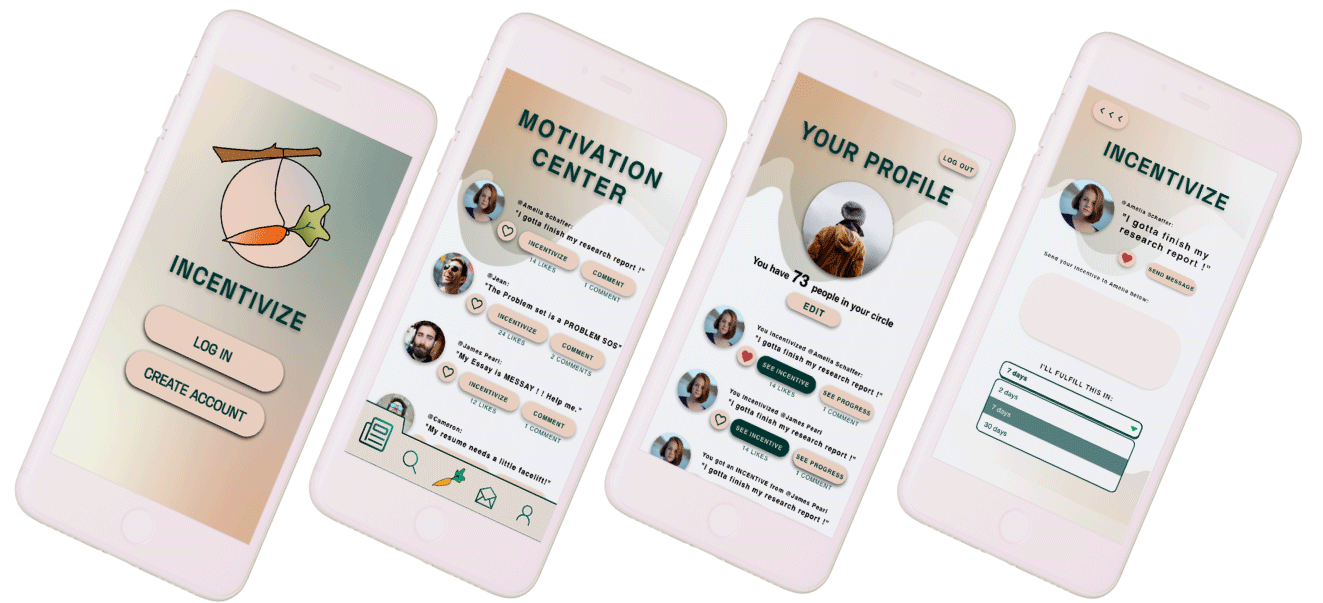 INCENTIVIZE
LOG IN
CREATE ACCOUNT
MOTIVATION
CENTER
@Amelia Schaffer:
"I gotta finish my research report !"
INCENTIVIZE
COMMENT
14 LIKES
1 COMMENT
@Jean:
"The Problem set is a PROBLEM SOS"
INCENTIVIZE
COMMENT
24 LIKES
2 COMMENTS
@James Pearl:
"My Essay is MESSAY ! ! Help me."
INCENTIVIZE
COMMENT
12 LIKES
1 COMMENT
@Cameron:
"My resume needs a little facelift!"
YOUR PROFILE
LOG OUT
You have 73 people in your circle
EDIT
You Incentivized @Amelia Schaffer:
"I gotta finish my research report !"
SEE INCENTIVE
SEE PROGRESS
14 LIKES
1 COMMENT
You Incentivized @James Pearl
"I gotta finish my research report !"
SEE INCENTIVE
SEE PROGRESS
14 LIKES
1 COMMENT
You got an INCENTIVE from @James Pearl
"I gotta finish my research report !"
< < <
INCENTIVIZE
@Amelia Schaffer:
"I gotta finish my
research report !"
SEND MESSAGE
Send your Incentive to Amelia below:
I'LL FULFILL THIS IN:
7 days
2 days
7 days
30 days